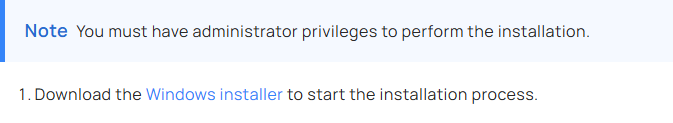 Note You must have administrator privileges to perform the installation.
1. Download the Windows installer to start the installation process.